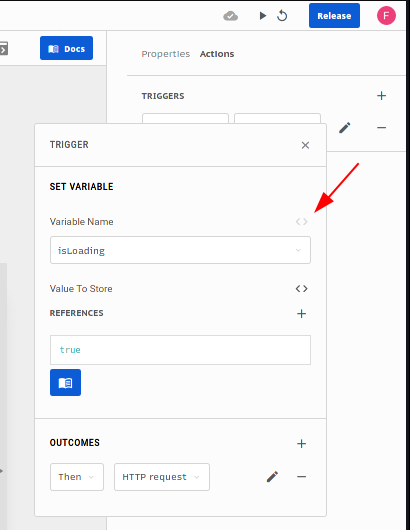 Release
F
Docs
Properties Actions
TRIGGERS
TRIGGER
SET VARIABLE
Variable Name
isLoading
Value To Store
REFERENCES
true
OUTCOMES
Then HTTP request